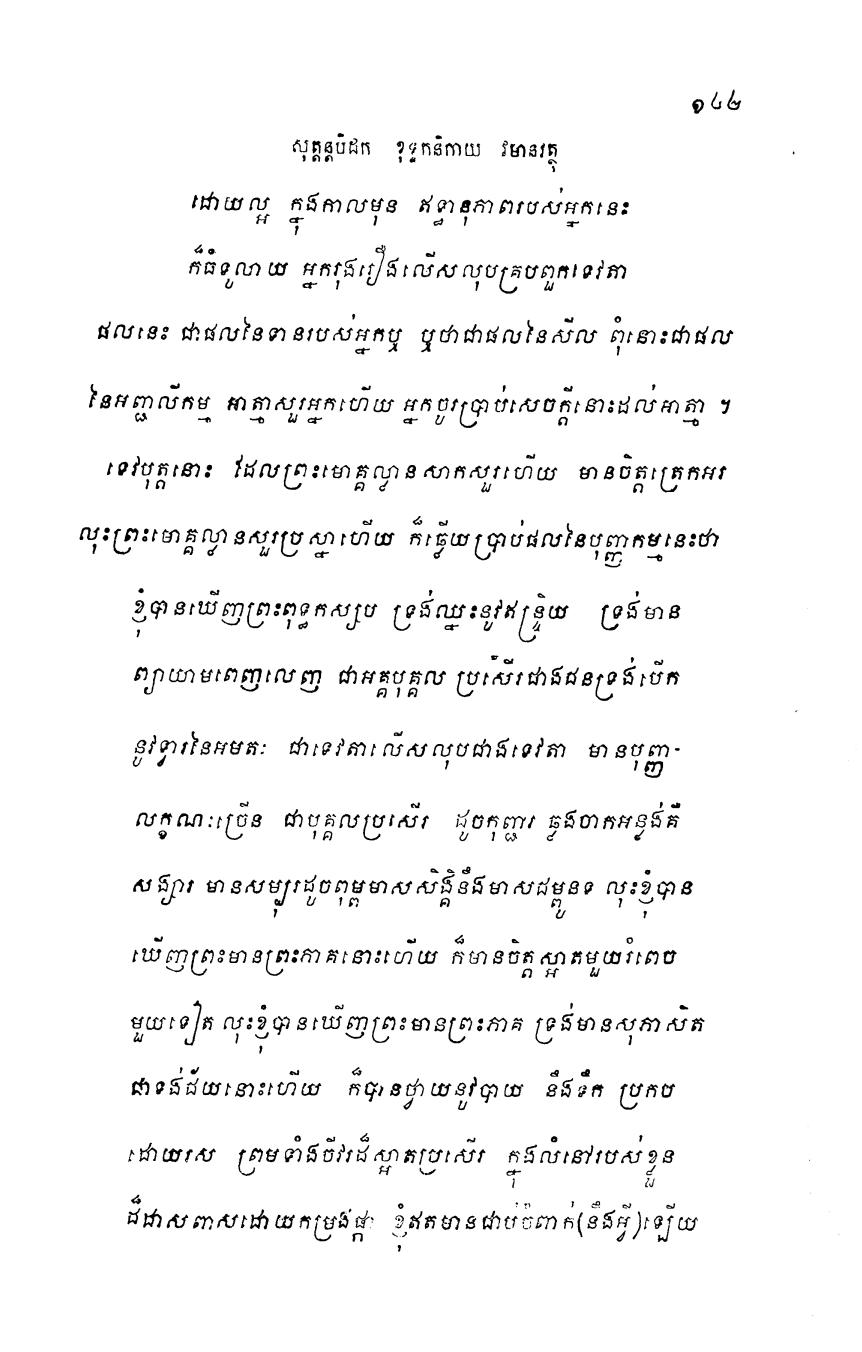 ១៤២
សុត្តន្តបិដក ខុទ្ទកនិកាយ វិមានវត្ថុ
ដោយល្អ ក្នុងកាលមុន ឥទ្ធានុភាពរបស់អ្នកនេះ
ក៏ធំទូលាយ អ្នករុងរឿងលើសលុបគ្របពួកទេវតា
ផលនេះ ជាផលនៃទានរបស់អ្នកឬ ឬថាជាផលនៃសីល ពុំនោះជាផល
នៃអញ្ជាលីកម្ម អាត្មាសួរអ្នកហើយ អ្នកចូរប្រាប់សេចក្តីនោះដល់អាត្មា ។
ទេវបុត្តនោះ ដែលព្រះមោគ្គល្លានសាកសួរហើយ មានចិត្តត្រេកអរ
លុះព្រះមោគ្គល្លានសួរប្រស្នាហើយ ក៏ឆ្លើយប្រាប់ផលនៃបុញ្ញកម្មនេះថា
ខ្ញុំបានឃើញព្រះពុទ្ធកស្សប ទ្រង់ឈ្នះនូវឥន្ទ្រិយ ទ្រង់មាន
ព្យាយាមពេញលេញ ជាអគ្គបុគ្គល ប្រសើរជាងជនទ្រង់បើក
នូវទ្វារនៃអមតៈ ជាទេវតាលើសលុបជាងទេវតា មានបុញ្ញ-
លក្ខណៈច្រើន ជាបុគ្គលប្រសើរ ដូចកុញ្ជារ ឆ្លងចាកអន្លង់គឺ
សង្សារ មានសម្បុរដូចពុម្ពមាសសិង្គីនឹងមាសជម្ពូនទ លុះខ្ញុំបាន
ឃើញព្រះមានព្រះភាគនោះហើយ ក៏មានចិត្តស្អាតមួយរំពេច
មួយទៀត លុះខ្ញុំបានឃើញព្រះមានព្រះភាគ ទ្រង់មានសុភាសិត
ជាទង់ជ័យនោះហើយ ក៏បានថ្វាយនូវបាយ នឹងទឹក ប្រកប
ដោយរស ព្រមទាំងចីវរដ៏ស្អាតប្រសើរ ក្នុងលំនៅរបស់ខ្លួន
ដ៏ដាសពាសដោយកម្រងផ្កា ខ្ញុំឥតមានជាប់ចំពាក់(នឹងអ្វី)ឡើយ